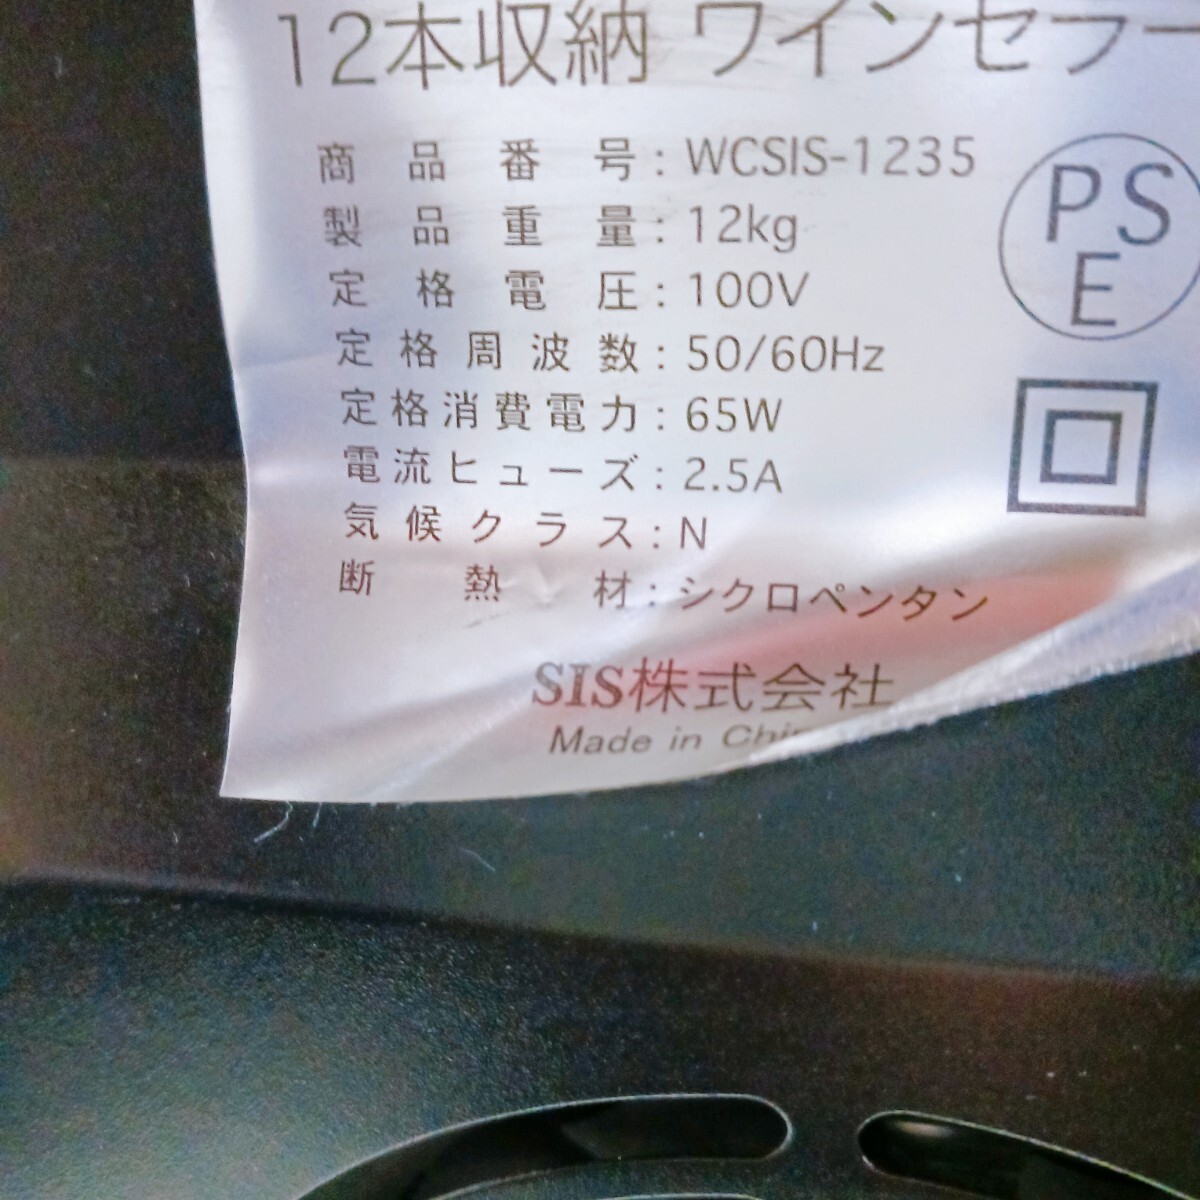 12本収納 ワインセラー
商品番号：WCSIS-1235
製品重量：12kg
定格電圧：100V
定格周波数：50/60Hz
定格消費電力：65W
電流ヒューズ：2.5A
気候クラス：N
断熱材：シクロペンタン
SIS株式会社
Made in
PS
E